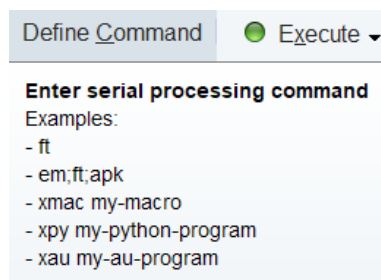 Define Command Execute
Enter serial processing command
Examples:
- ft
- em;ft;apk
- xmac my-macro
- xpy my-python-program
- xau my-au-program